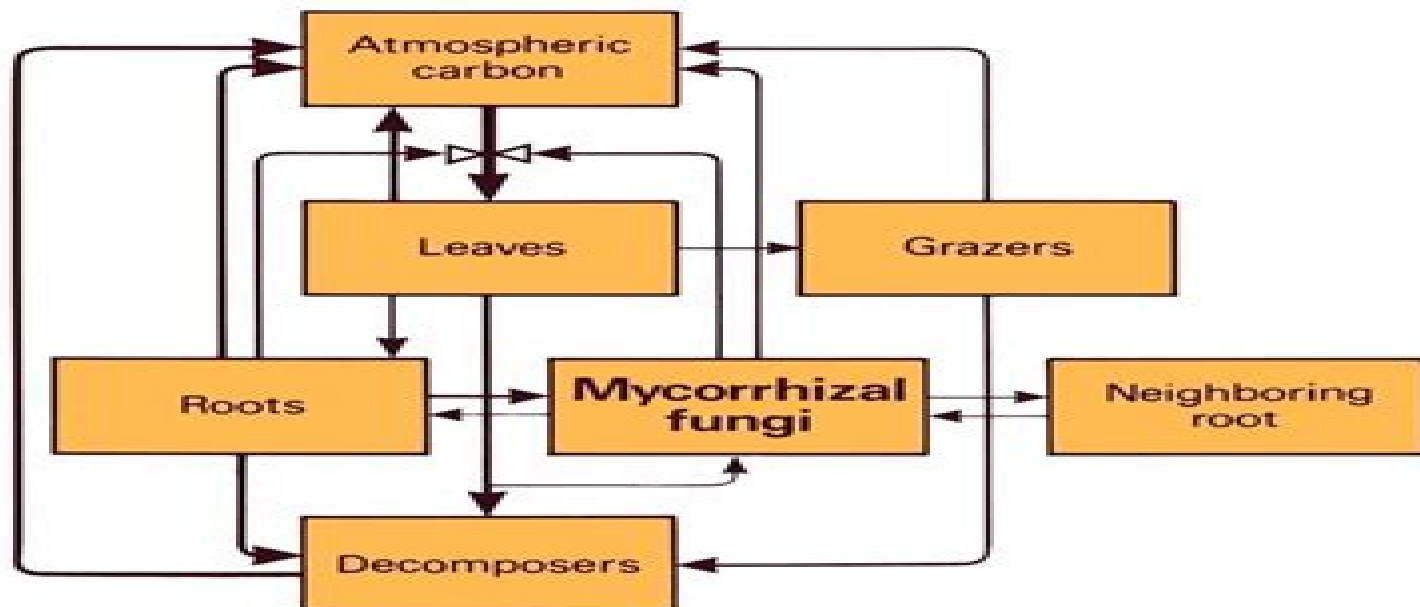 Atmospheric
carbon
Leaves
Grazers
Roots
Mycorrhizal
fungi
Neighboring
root
Decomposers